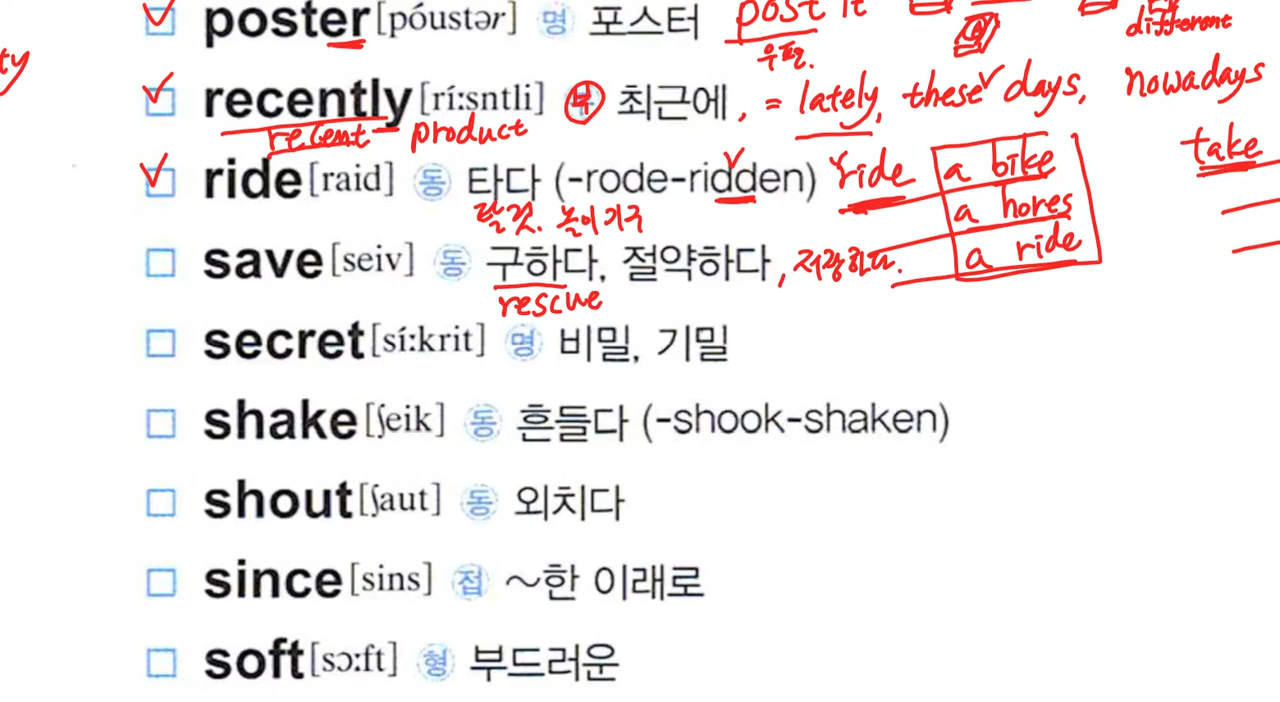 poster[póustər] 명 포스터 post it
different
ty
우편.
recently[ríːsntli] 부 최근에, = lately, these days, nowadays
recent product
ride[raid] 동 타다 (-rode-ridden) ride a bike take
탈것. 놀이기구 a hores
save[seiv] 동 구하다, 절약하다, 저장하다. a ride
rescue
secret[síːkrit] 명 비밀, 기밀
shake[ʃeik] 동 흔들다 (-shook-shaken)
shout[ʃaut] 동 외치다
since[sins] 접 ～한 이래로
soft[sɔːft] 형 부드러운